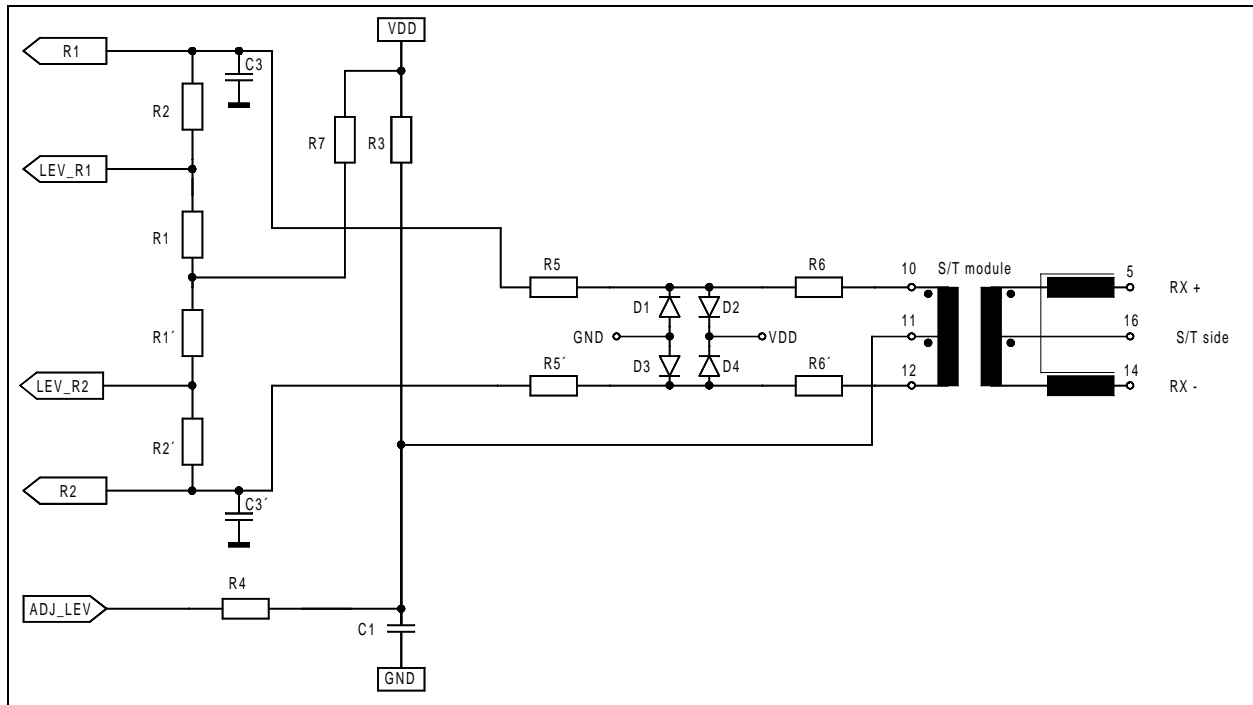 VDD
R1
C3
R2
R7
R3
LEV_R1
R1
R5
R6
10
S/T module
5
RX +
D1
D2
GND
11
VDD
16
S/T side
R1´
D3
D4
LEV_R2
R5´
R6´
12
14
RX -
R2´
R2
C3´
R4
ADJ_LEV
C1
GND